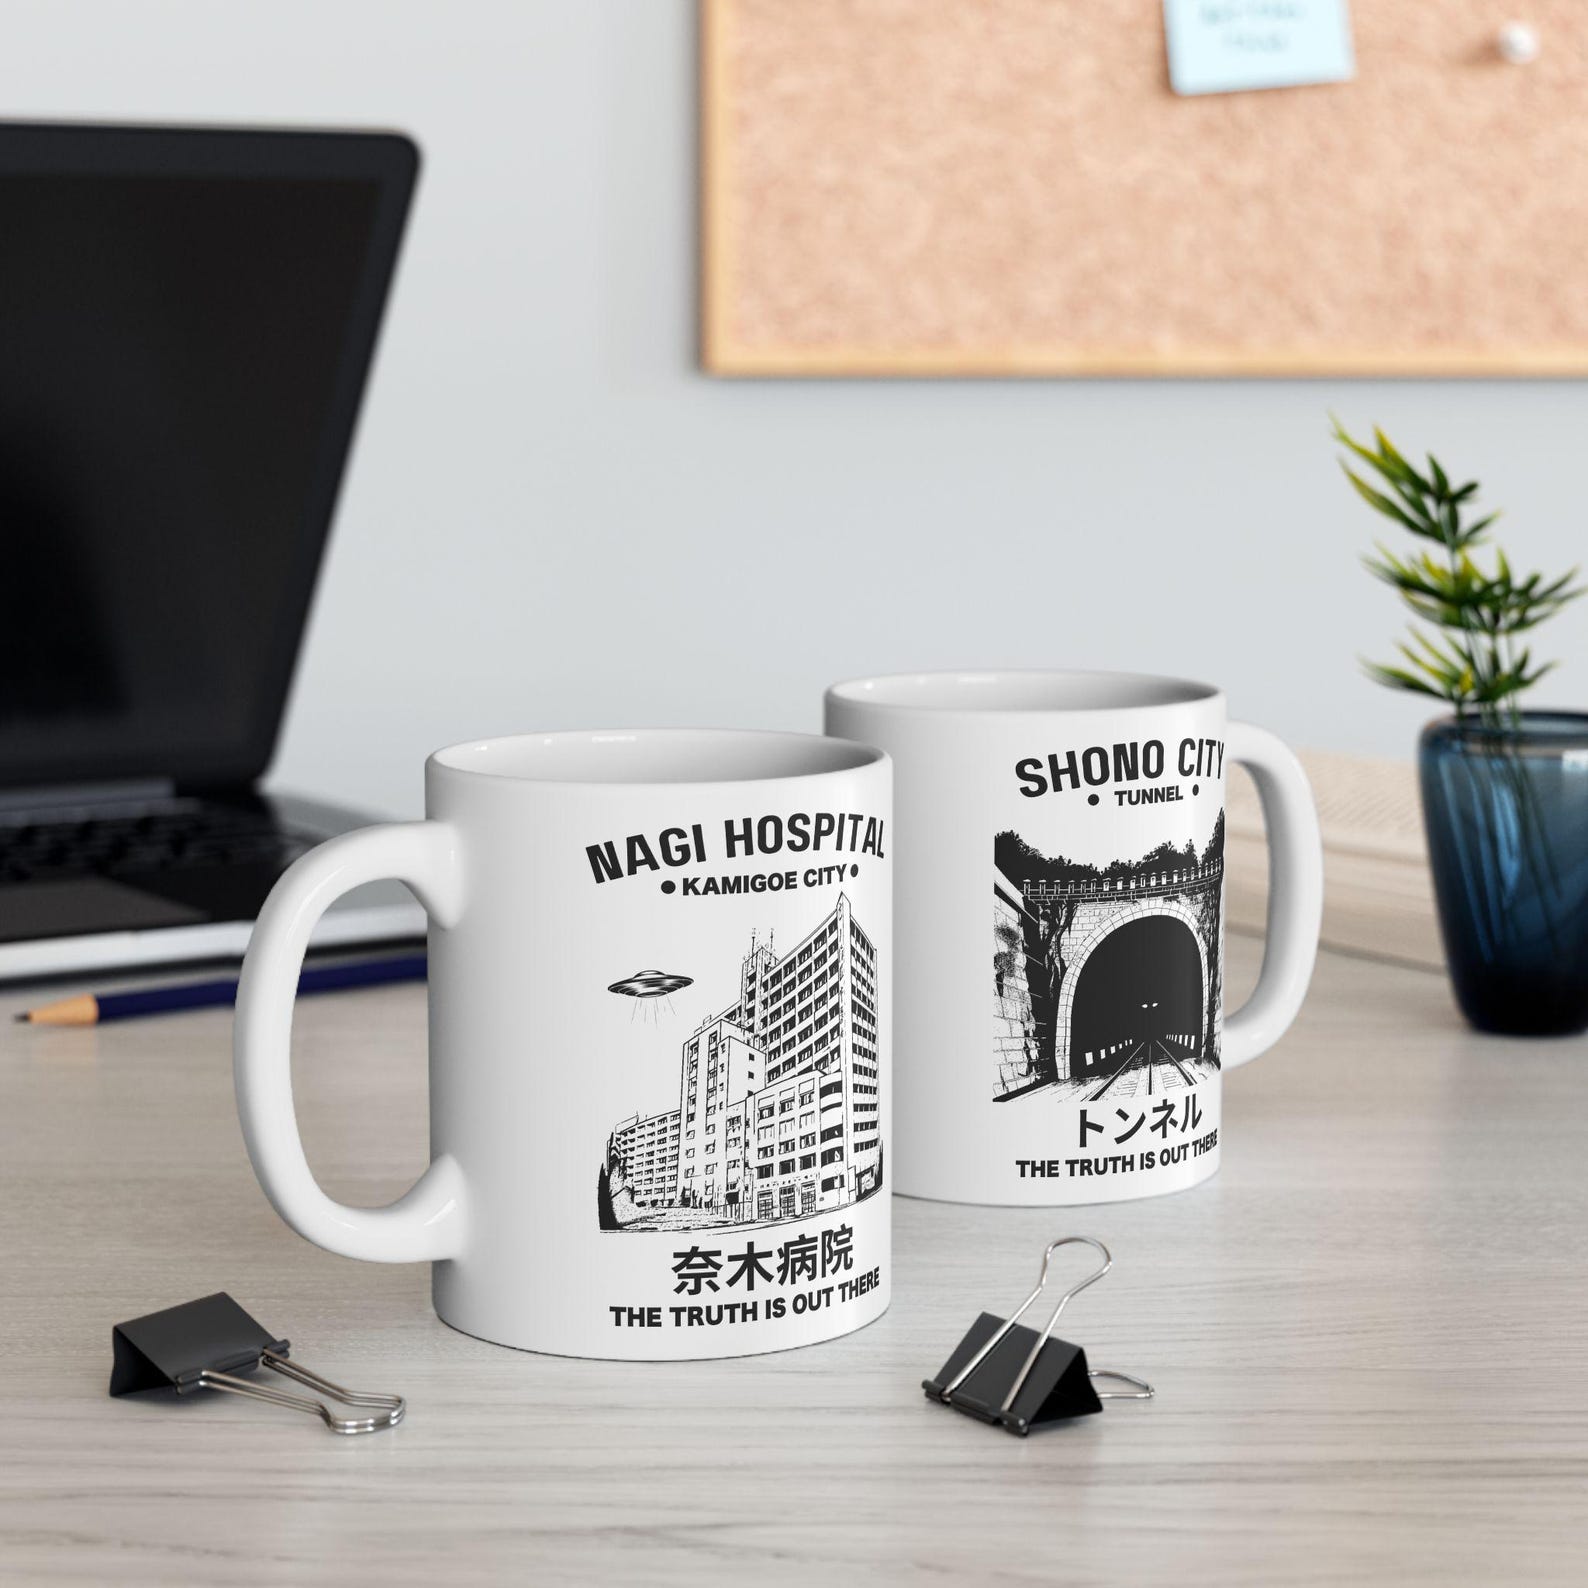 NAGI HOSPITAL
• KAMIGOE CITY •
奈木病院
THE TRUTH IS OUT THERE
SHONO CITY
• TUNNEL •
トンネル
THE TRUTH IS OUT THERE